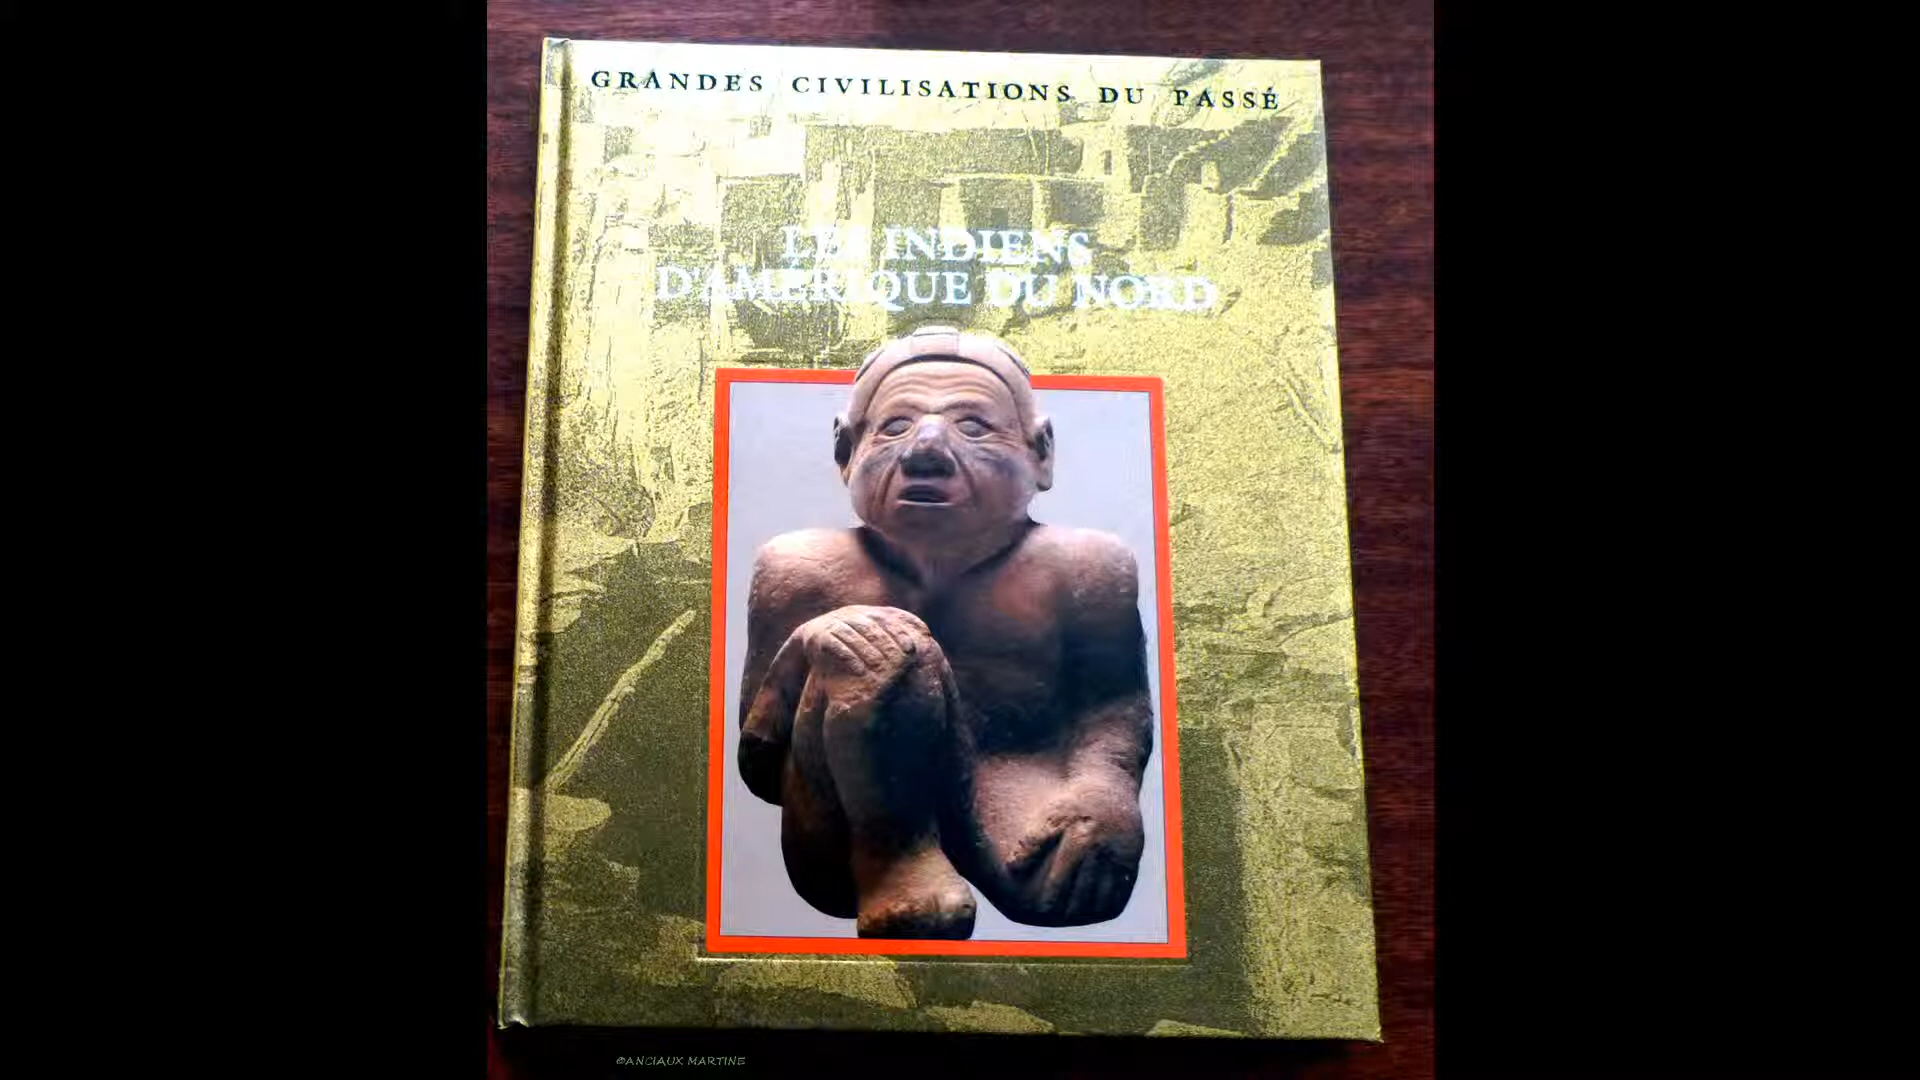 GRANDES CIVILISATIONS DU PASSÉ
LES INDIENS
D'AMÉRIQUE DU NORD
©ANCIAUX MARTINE